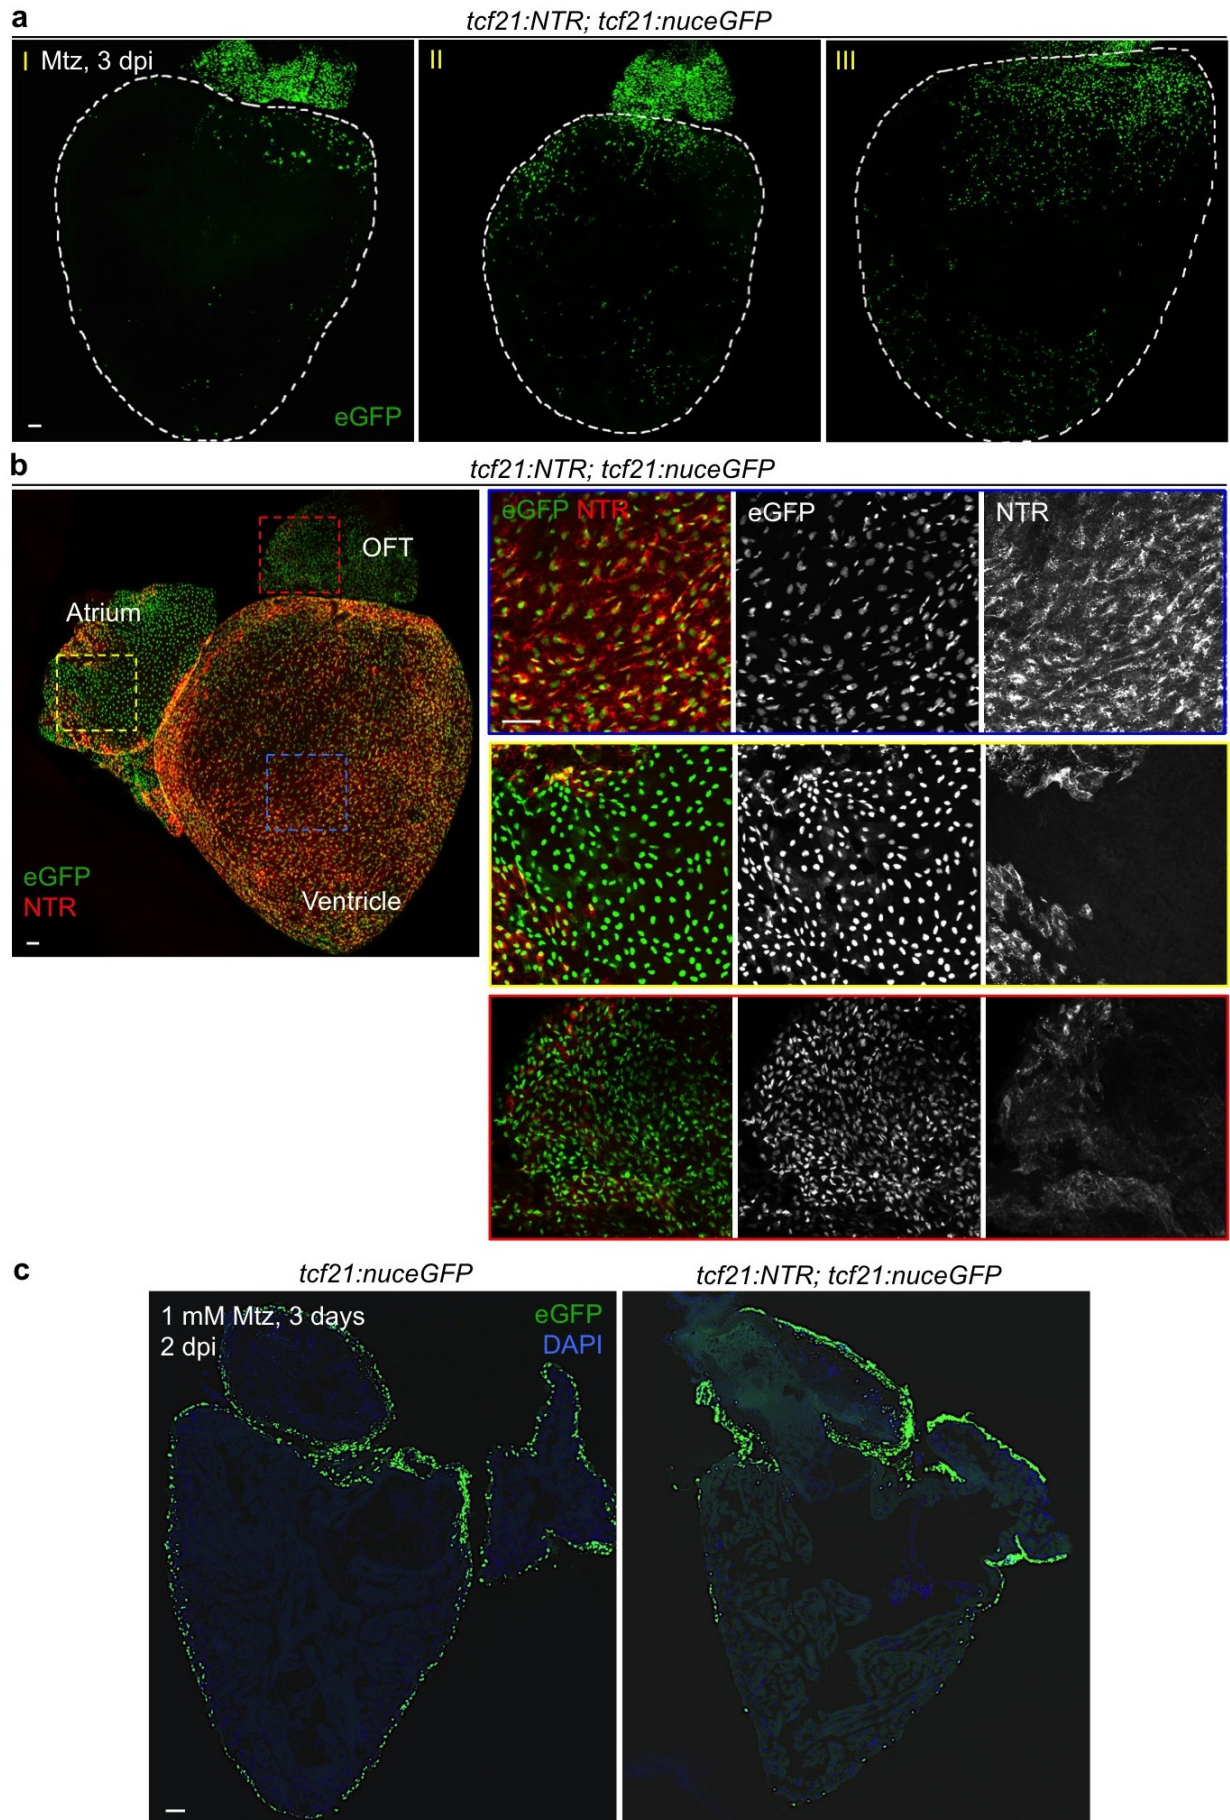 a
tcf21:NTR; tcf21:nuceGFP
I Mtz, 3 dpi
II
III
eGFP
b
tcf21:NTR; tcf21:nuceGFP
OFT
Atrium
Ventricle
eGFP
NTR
eGFP NTR
eGFP
NTR
c
tcf21:nuceGFP
tcf21:NTR; tcf21:nuceGFP
1 mM Mtz, 3 days
2 dpi
eGFP
DAPI